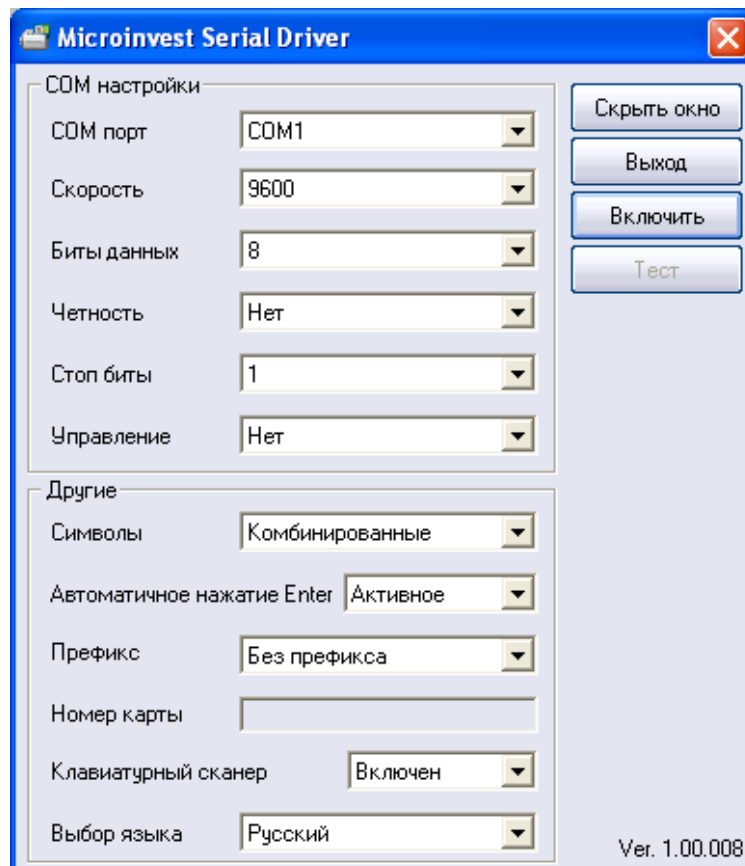 Microinvest Serial Driver
COM настройки
COM порт COM1
Скорость 9600
Биты данных 8
Четность Нет
Стоп биты 1
Управление Нет
Другие
Символы Комбинированные
Автоматичное нажатие Enter Активное
Префикс Без префикса
Номер карты
Клавиатурный сканер Включен
Выбор языка Русский
Скрыть окно
Выход
Включить
Тест
Ver. 1.00.008